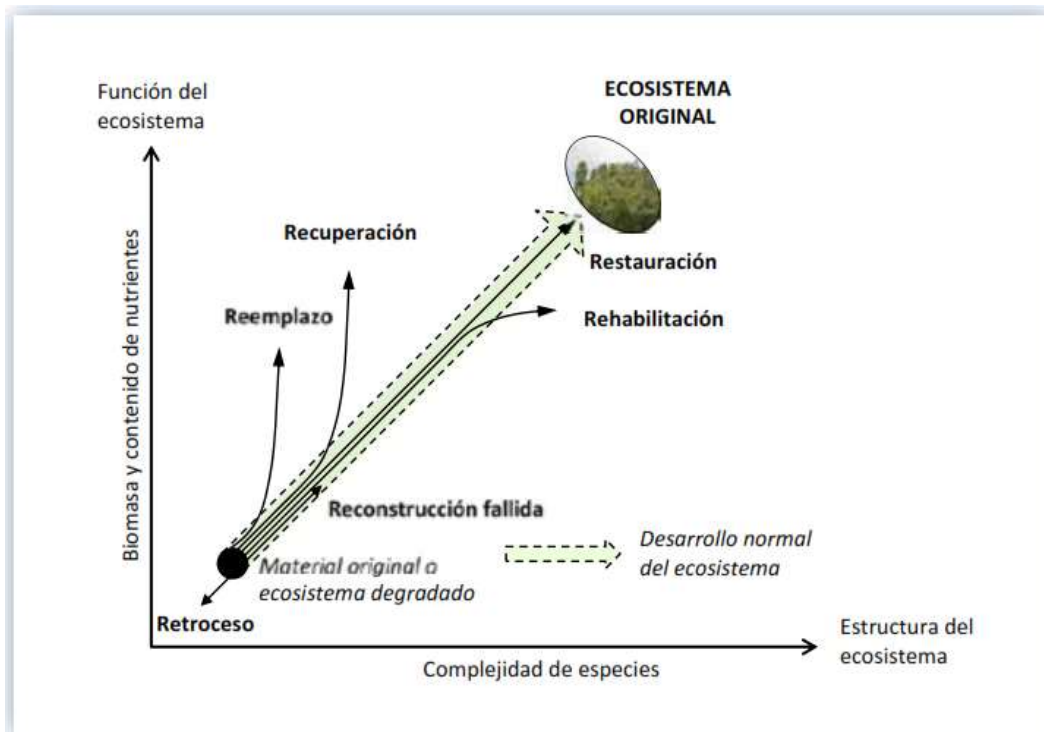 Función del
ecosistema
ECOSISTEMA
ORIGINAL
Recuperación
Restauración
Reemplazo
Rehabilitación
Biomasa y contenido de nutrientes
Reconstrucción fallida
Desarrollo normal
del ecosistema
Material original o
ecosistema degradado
Retroceso
Estructura del
ecosistema
Complejidad de especies